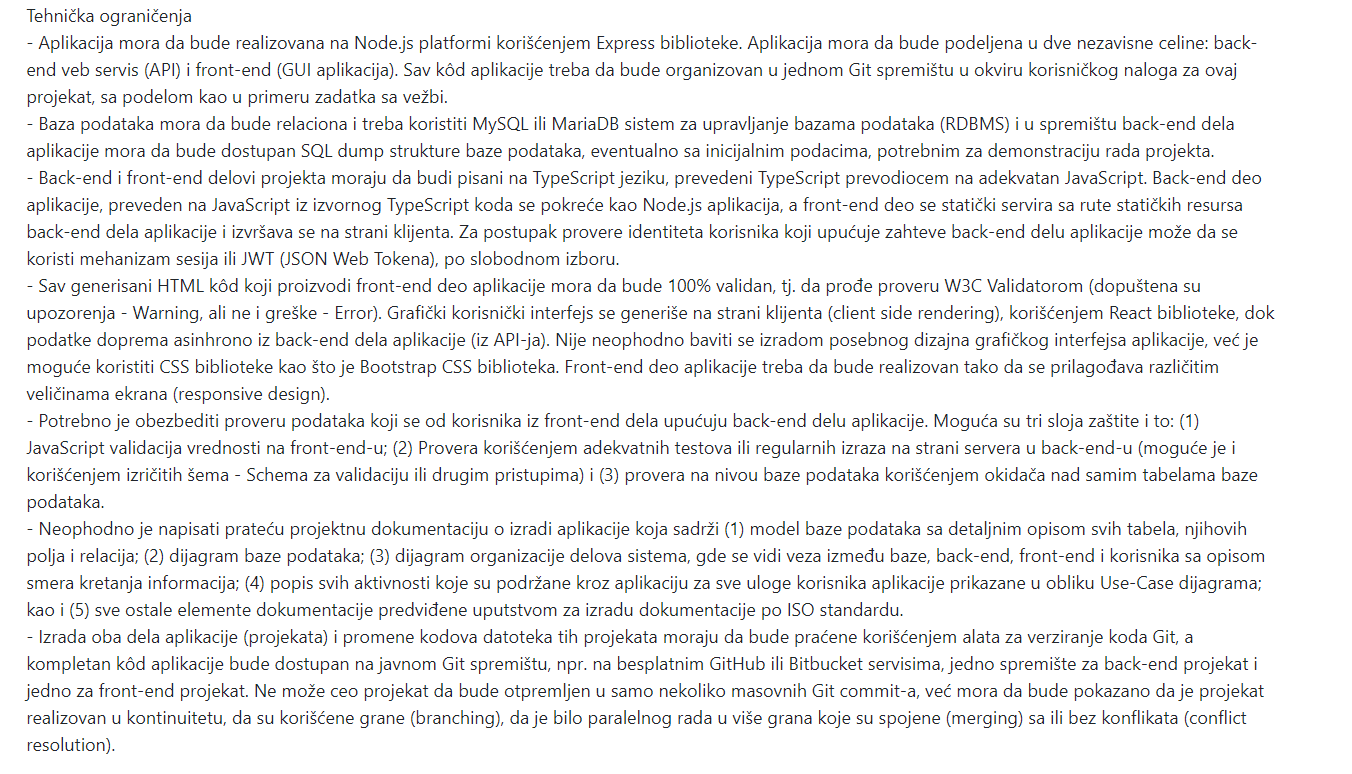 Tehnička ograničenja
- Aplikacija mora da bude realizovana na Node.js platformi korišćenjem Express biblioteke. Aplikacija mora da bude podeljena u dve nezavisne celine: back-
end veb servis (API) i front-end (GUI aplikacija). Sav kôd aplikacije treba da bude organizovan u jednom Git spremištu u okviru korisničkog naloga za ovaj
projekat, sa podelom kao u primeru zadatka sa vežbi.
- Baza podataka mora da bude relaciona i treba koristiti MySQL ili MariaDB sistem za upravljanje bazama podataka (RDBMS) i u spremištu back-end dela
aplikacije mora da bude dostupan SQL dump strukture baze podataka, eventualno sa inicijalnim podacima, potrebnim za demonstraciju rada projekta.
- Back-end i front-end delovi projekta moraju da budi pisani na TypeScript jeziku, prevedeni TypeScript prevodiocem na adekvatan JavaScript. Back-end deo
aplikacije, preveden na JavaScript iz izvornog TypeScript koda se pokreće kao Node.js aplikacija, a front-end deo se statički servira sa rute statičkih resursa
back-end dela aplikacije i izvršava se na strani klijenta. Za postupak provere identiteta korisnika koji upućuje zahteve back-end delu aplikacije može da se
koristi mehanizam sesija ili JWT (JSON Web Tokena), po slobodnom izboru.
- Sav generisani HTML kôd koji proizvodi front-end deo aplikacije mora da bude 100% validan, tj. da prođe proveru W3C Validatorom (dopuštena su
upozorenja - Warning, ali ne i greške - Error). Grafički korisnički interfejs se generiše na strani klijenta (client side rendering), korišćenjem React biblioteke, dok
podatke doprema asinhrono iz back-end dela aplikacije (iz API-ja). Nije neophodno baviti se izradom posebnog dizajna grafičkog interfejsa aplikacije, već je
moguće koristiti CSS biblioteke kao što je Bootstrap CSS biblioteka. Front-end deo aplikacije treba da bude realizovan tako da se prilagođava različitim
veličinama ekrana (responsive design).
- Potrebno je obezbediti proveru podataka koji se od korisnika iz front-end dela upućuju back-end delu aplikacije. Moguća su tri sloja zaštite i to: (1)
JavaScript validacija vrednosti na front-end-u; (2) Provera korišćenjem adekvatnih testova ili regularnih izraza na strani servera u back-end-u (moguće je i
korišćenjem izričitih šema - Schema za validaciju ili drugim pristupima) i (3) provera na nivou baze podataka korišćenjem okidača nad samim tabelama baze
podataka.
- Neophodno je napisati prateću projektnu dokumentaciju o izradi aplikacije koja sadrži (1) model baze podataka sa detaljnim opisom svih tabela, njihovih
polja i relacija; (2) dijagram baze podataka; (3) dijagram organizacije delova sistema, gde se vidi veza između baze, back-end, front-end i korisnika sa opisom
smera kretanja informacija; (4) popis svih aktivnosti koje su podržane kroz aplikaciju za sve uloge korisnika aplikacije prikazane u obliku Use-Case dijagrama;
kao i (5) sve ostale elemente dokumentacije predviđene uputstvom za izradu dokumentacije po ISO standardu.
- Izrada oba dela aplikacije (projekata) i promene kodova datoteka tih projekata moraju da budu praćene korišćenjem alata za verziranje koda Git, a
kompletan kôd aplikacije bude dostupan na javnom Git spremištu, npr. na besplatnim GitHub ili Bitbucket servisima, jedno spremište za back-end projekat i
jedno za front-end projekat. Ne može ceo projekat da bude otpremljen u samo nekoliko masovnih Git commit-a, već mora da bude pokazano da je projekat
realizovan u kontinuitetu, da su korišćene grane (branching), da je bilo paralelnog rada u više grana koje su spojene (merging) sa ili bez konflikata (conflict
resolution).